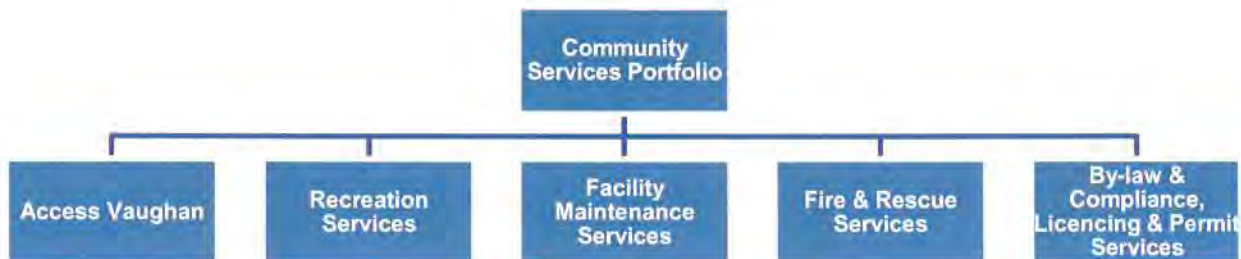 Community
Services Portfolio
Access Vaughan
Recreation
Services
Facility
Maintenance
Services
Fire & Rescue
Services
By-law &
Compliance,
Licencing & Permit
Services